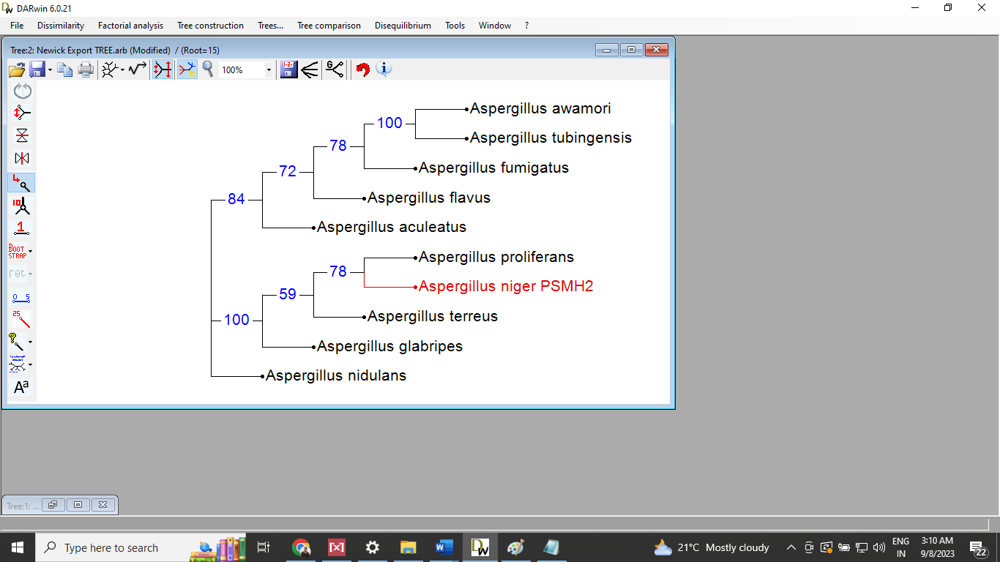 DARwin 6.0.21
File Dissimilarity Factorial analysis Tree construction Trees... Tree comparison Disequilibrium Tools Window ?
Tree:2: Newick Export TREE.arb (Modified) / (Root=15)
100%
Aspergillus awamori
100
Aspergillus tubingensis
78
Aspergillus fumigatus
72
Aspergillus flavus
84
Aspergillus aculeatus
Aspergillus proliferans
78
Aspergillus niger PSMH2
59
Aspergillus terreus
100
Aspergillus glabripes
Aspergillus nidulans
BOOT
STRAP
ret
0 5
25
Aa
Tree:1: ...
Type here to search
21°C Mostly cloudy
ENG
IN
3:10 AM
9/8/2023
22